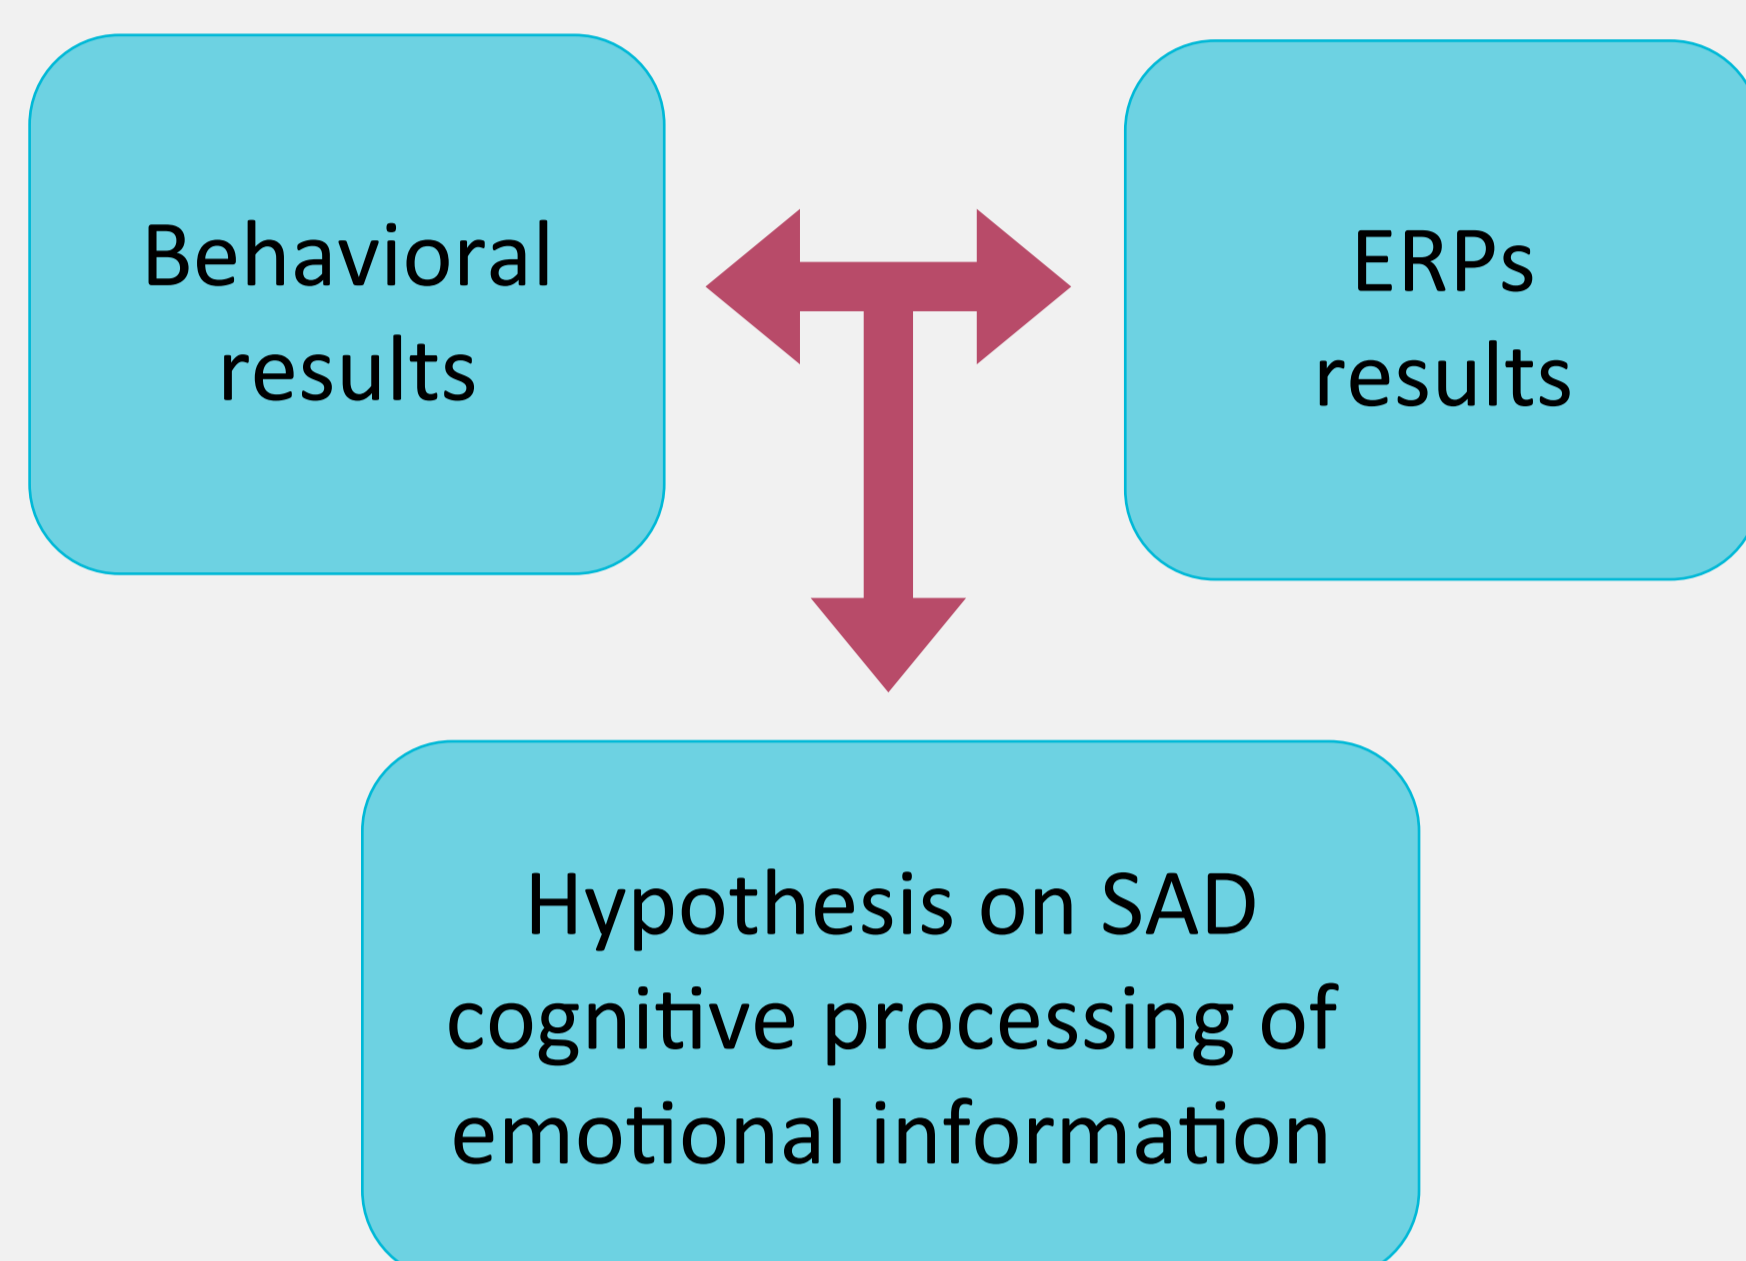 Behavioral
results
ERPs
results
Hypothesis on SAD
cognitive processing of
emotional information